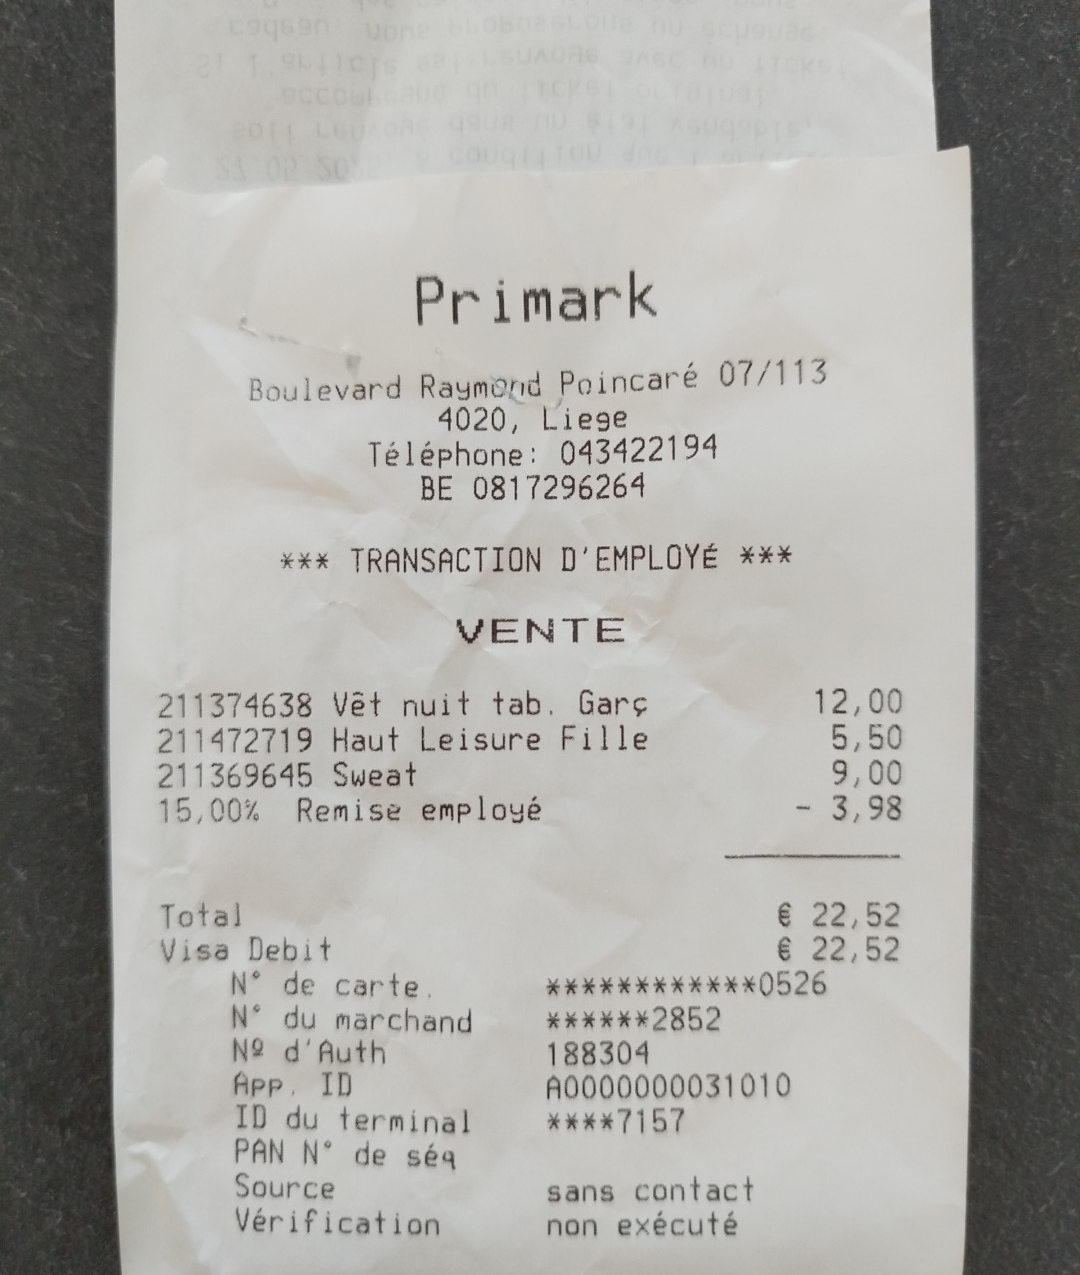 Primark
Boulevard Raymond Poincaré 07/113
4020, Liege
Téléphone: 043422194
BE 0817296264
*** TRANSACTION D'EMPLOYÉ ***
VENTE
211374638 Vêt nuit tab. Garç 12,00
211472719 Haut Leisure Fille 5,50
211369645 Sweat 9,00
15,00% Remise employé - 3,98
Total € 22,52
Visa Debit € 22,52
N° de carte. ************0526
N° du marchand ******2852
Nº d'Auth 188304
App. ID A0000000031010
ID du terminal ****7157
PAN N° de séq
Source sans contact
Vérification non exécuté